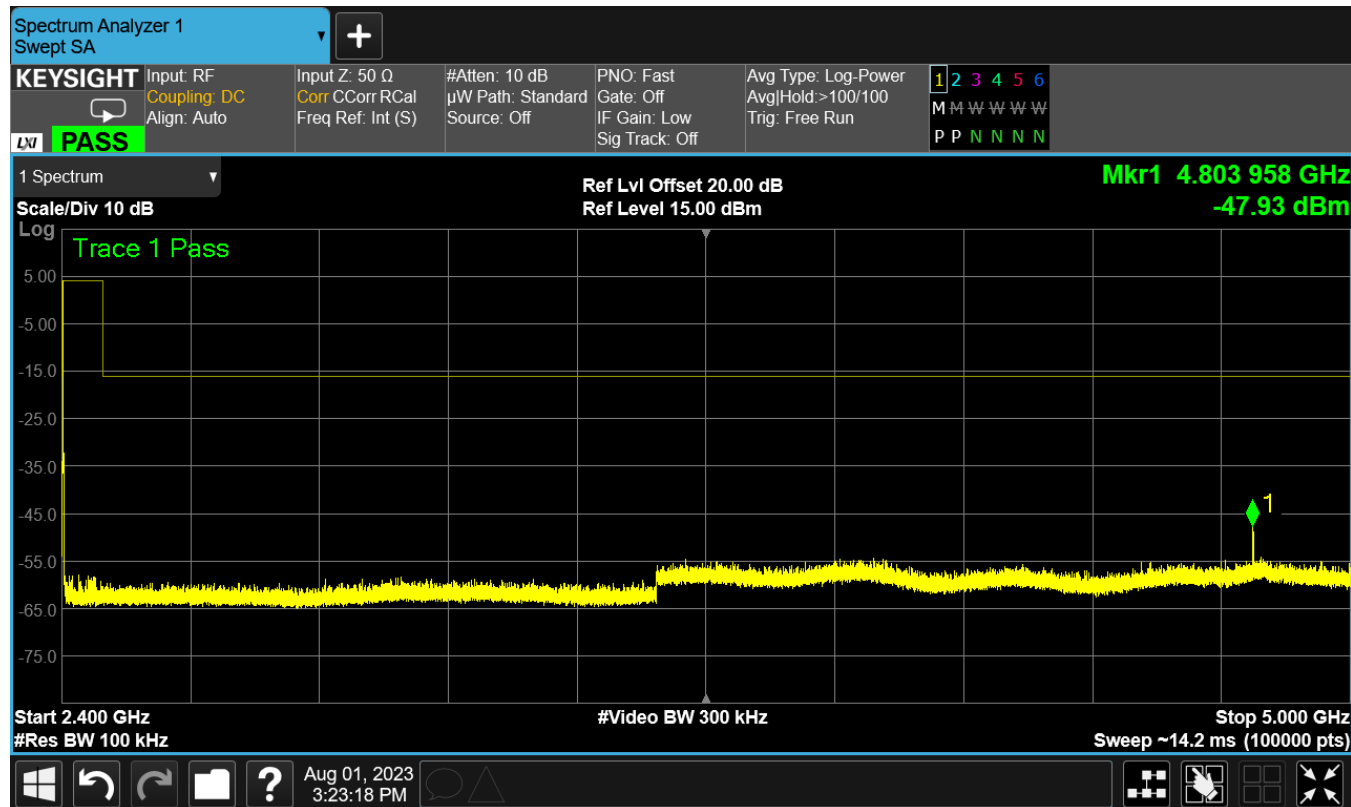 Spectrum Analyzer 1
Swept SA
KEYSIGHT
LXI PASS
Input: RF
Coupling: DC
Align: Auto
Input Z: 50 Ω
Corr CCorr RCal
Freq Ref: Int (S)
#Atten: 10 dB
µW Path: Standard
Source: Off
PNO: Fast
Gate: Off
IF Gain: Low
Sig Track: Off
Avg Type: Log-Power
Avg|Hold:>100/100
Trig: Free Run
1 2 3 4 5 6
M M W W W W
P P N N N N
1 Spectrum
Scale/Div 10 dB
Ref Lvl Offset 20.00 dB
Ref Level 15.00 dBm
Mkr1 4.803 958 GHz
-47.93 dBm
Log
Trace 1 Pass
5.00
-5.00
-15.0
-25.0
-35.0
-45.0
-55.0
-65.0
-75.0
1
Start 2.400 GHz
#Res BW 100 kHz
#Video BW 300 kHz
Stop 5.000 GHz
Sweep ~14.2 ms (100000 pts)
?
Aug 01, 2023
3:23:18 PM